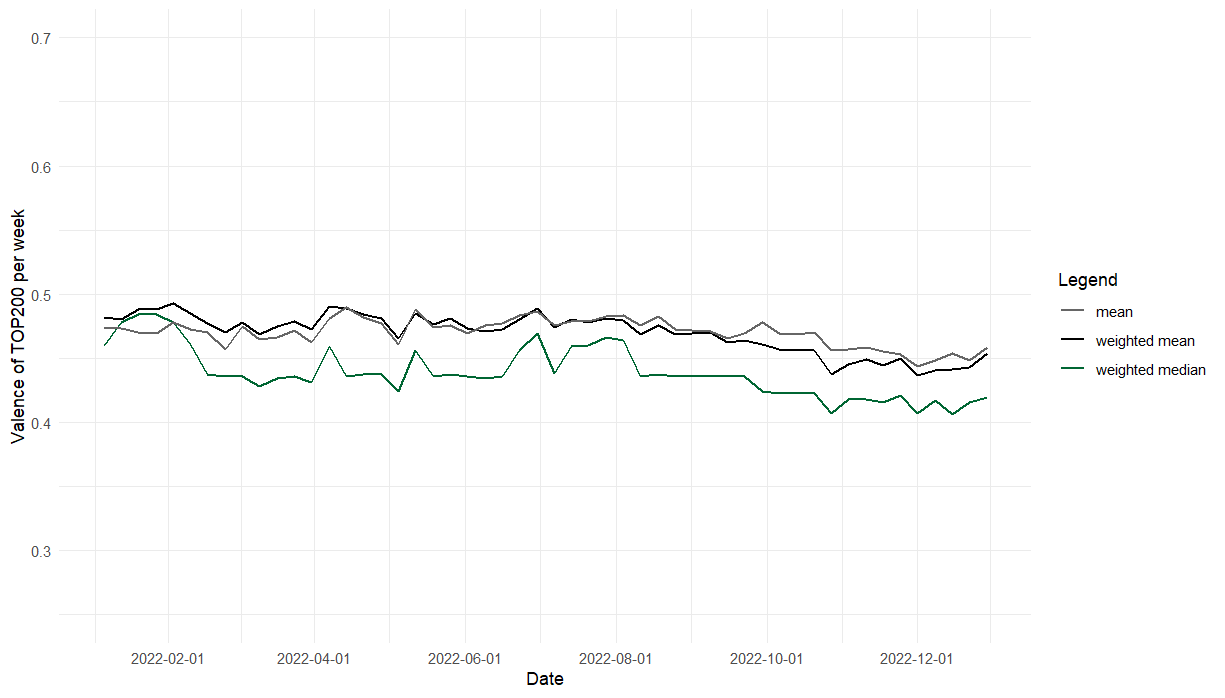 0.7
0.6
0.5
0.4
0.3
Valence of TOP200 per week
2022-02-01 2022-04-01 2022-06-01 2022-08-01 2022-10-01 2022-12-01
Date
Legend
mean
weighted mean
weighted median